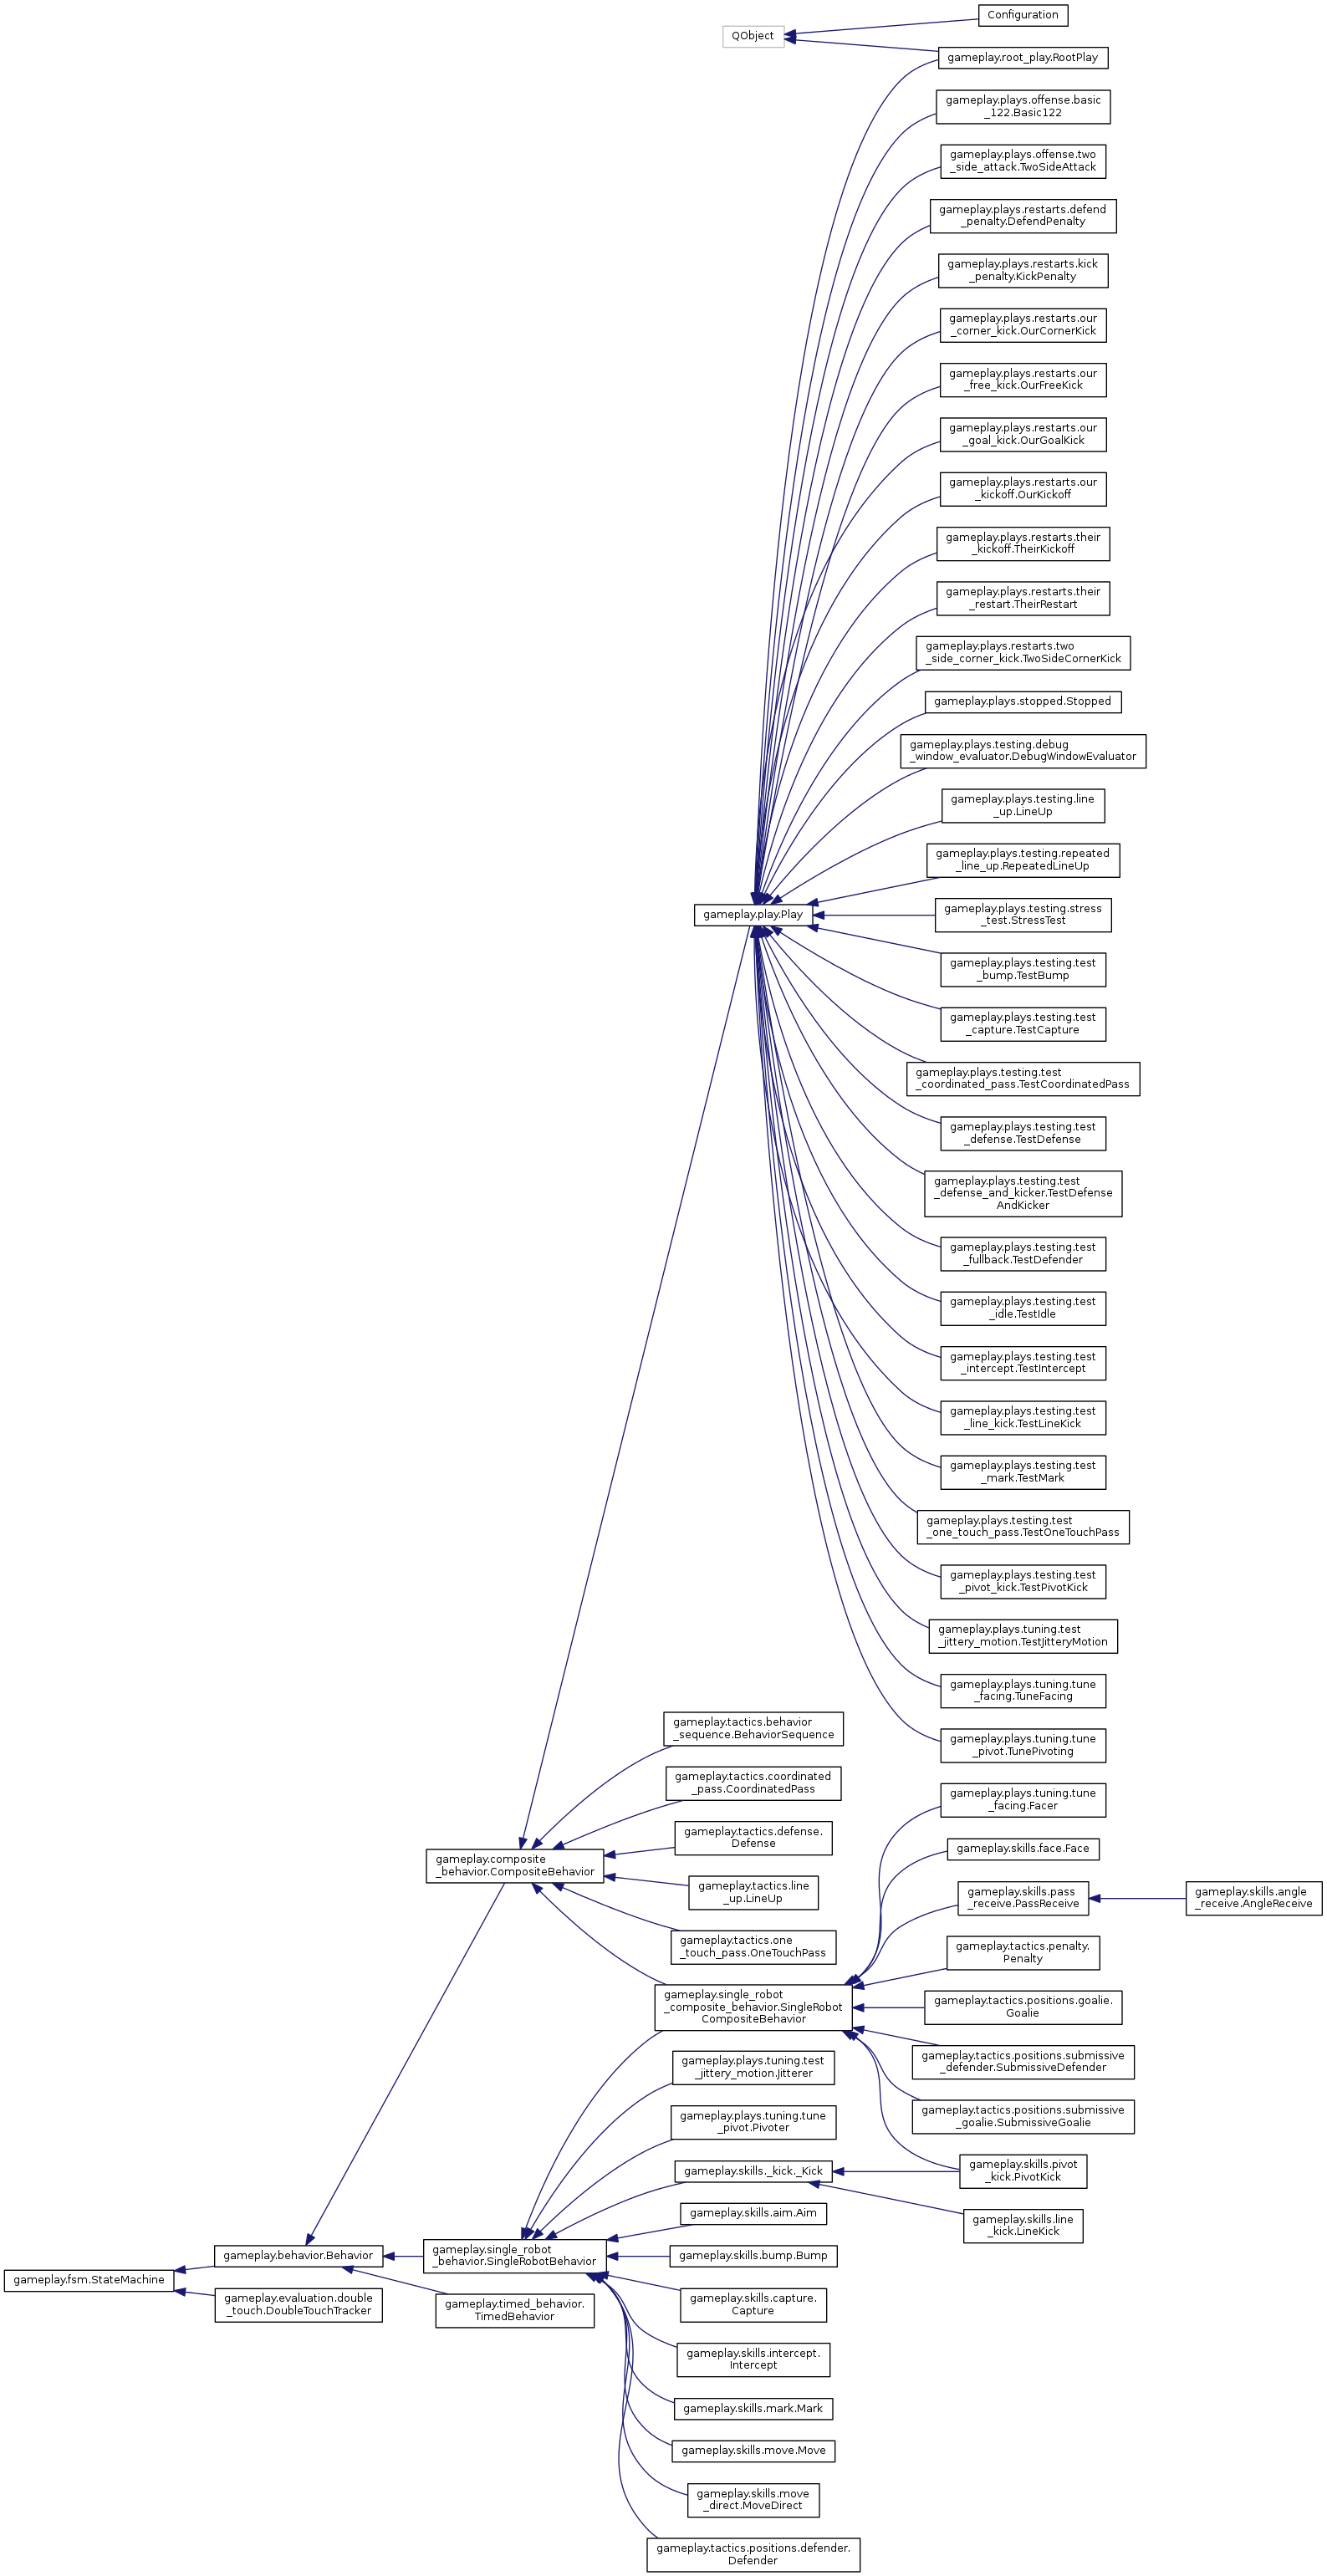 Configuration
QObject
gameplay.root_play.RootPlay
gameplay.plays.offense.basic
_122.Basic122
gameplay.plays.offense.two
_side_attack.TwoSideAttack
gameplay.plays.restarts.defend
_penalty.DefendPenalty
gameplay.plays.restarts.kick
_penalty.KickPenalty
gameplay.plays.restarts.our
_corner_kick.OurCornerKick
gameplay.plays.restarts.our
_free_kick.OurFreeKick
gameplay.plays.restarts.our
_goal_kick.OurGoalKick
gameplay.plays.restarts.our
_kickoff.OurKickoff
gameplay.plays.restarts.their
_kickoff.TheirKickoff
gameplay.plays.restarts.their
_restart.TheirRestart
gameplay.plays.restarts.two
_side_corner_kick.TwoSideCornerKick
gameplay.plays.stopped.Stopped
gameplay.plays.testing.debug
_window_evaluator.DebugWindowEvaluator
gameplay.plays.testing.line
_up.LineUp
gameplay.plays.testing.repeated
_line_up.RepeatedLineUp
gameplay.play.Play
gameplay.plays.testing.stress
_test.StressTest
gameplay.plays.testing.test
_bump.TestBump
gameplay.plays.testing.test
_capture.TestCapture
gameplay.plays.testing.test
_coordinated_pass.TestCoordinatedPass
gameplay.plays.testing.test
_defense.TestDefense
gameplay.plays.testing.test
_defense_and_kicker.TestDefense
AndKicker
gameplay.plays.testing.test
_fullback.TestDefender
gameplay.plays.testing.test
_idle.TestIdle
gameplay.plays.testing.test
_intercept.TestIntercept
gameplay.plays.testing.test
_line_kick.TestLineKick
gameplay.plays.testing.test
_mark.TestMark
gameplay.plays.testing.test
_one_touch_pass.TestOneTouchPass
gameplay.plays.testing.test
_pivot_kick.TestPivotKick
gameplay.plays.tuning.test
_jittery_motion.TestJitteryMotion
gameplay.plays.tuning.tune
_facing.TuneFacing
gameplay.plays.tuning.tune
_pivot.TunePivoting
gameplay.tactics.behavior
_sequence.BehaviorSequence
gameplay.tactics.coordinated
_pass.CoordinatedPass
gameplay.plays.tuning.tune
_facing.Facer
gameplay.tactics.defense.
Defense
gameplay.skills.face.Face
gameplay.composite
_behavior.CompositeBehavior
gameplay.tactics.line
_up.LineUp
gameplay.skills.pass
_receive.PassReceive
gameplay.skills.angle
_receive.AngleReceive
gameplay.tactics.one
_touch_pass.OneTouchPass
gameplay.tactics.penalty.
Penalty
gameplay.single_robot
_composite_behavior.SingleRobot
CompositeBehavior
gameplay.tactics.positions.goalie.
Goalie
gameplay.tactics.positions.submissive
_defender.SubmissiveDefender
gameplay.plays.tuning.test
_jittery_motion.Jitterer
gameplay.tactics.positions.submissive
_goalie.SubmissiveGoalie
gameplay.plays.tuning.tune
_pivot.Pivoter
gameplay.skills._kick._Kick
gameplay.skills.pivot
_kick.PivotKick
gameplay.skills.aim.Aim
gameplay.skills.line
_kick.LineKick
gameplay.behavior.Behavior
gameplay.single_robot
_behavior.SingleRobotBehavior
gameplay.skills.bump.Bump
gameplay.fsm.StateMachine
gameplay.evaluation.double
_touch.DoubleTouchTracker
gameplay.timed_behavior.
TimedBehavior
gameplay.skills.capture.
Capture
gameplay.skills.intercept.
Intercept
gameplay.skills.mark.Mark
gameplay.skills.move.Move
gameplay.skills.move
_direct.MoveDirect
gameplay.tactics.positions.defender.
Defender